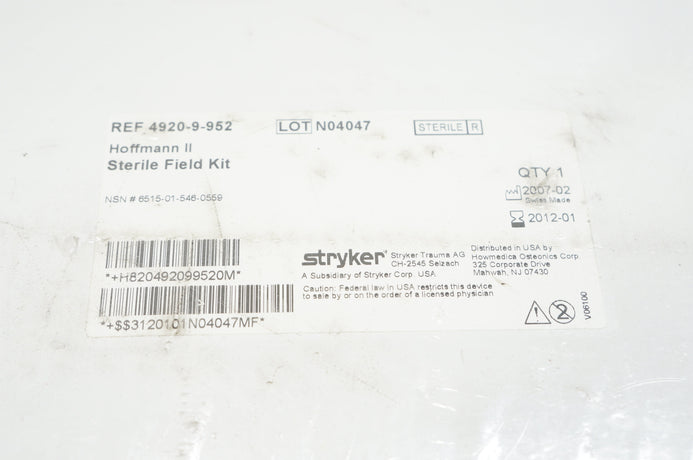 REF 4920-9-952 LOT N04047 STERILE R
Hoffmann II
Sterile Field Kit
QTY 1
NSN # 6515-01-546-0559
2007-02
Swiss Made
2012-01
stryker® Stryker Trauma AG
CH-2545 Selzach
A Subsidiary of Stryker Corp. USA
Distributed in USA by
Howmedica Osteonics Corp
325 Corporate Drive
Mahwah, NJ 07430
*+H820492099520M*
Caution: Federal law in USA restricts this device
to sale by or on the order of a licensed physician
*+$$3120101N04047MF*
2
V06100